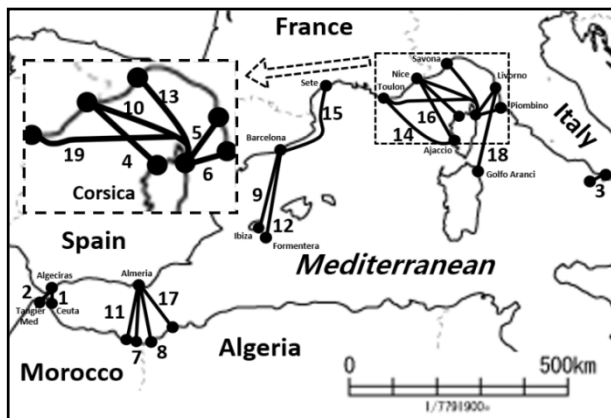 France
Savona
Nice
Livorno
Toulon
Piombino
Sete
13
10
5
19
4
6
Corsica
15
16
14
Ajaccio
18
Italy
Barcelona
Golfo Aranci
3
9
12
Spain
Ibiza
Formentera
Mediterranean
Algeciras
Almeria
2
1
Tangier
Med
Ceuta
11
17
7
8
Algeria
Morocco
0
500km
1/7791900